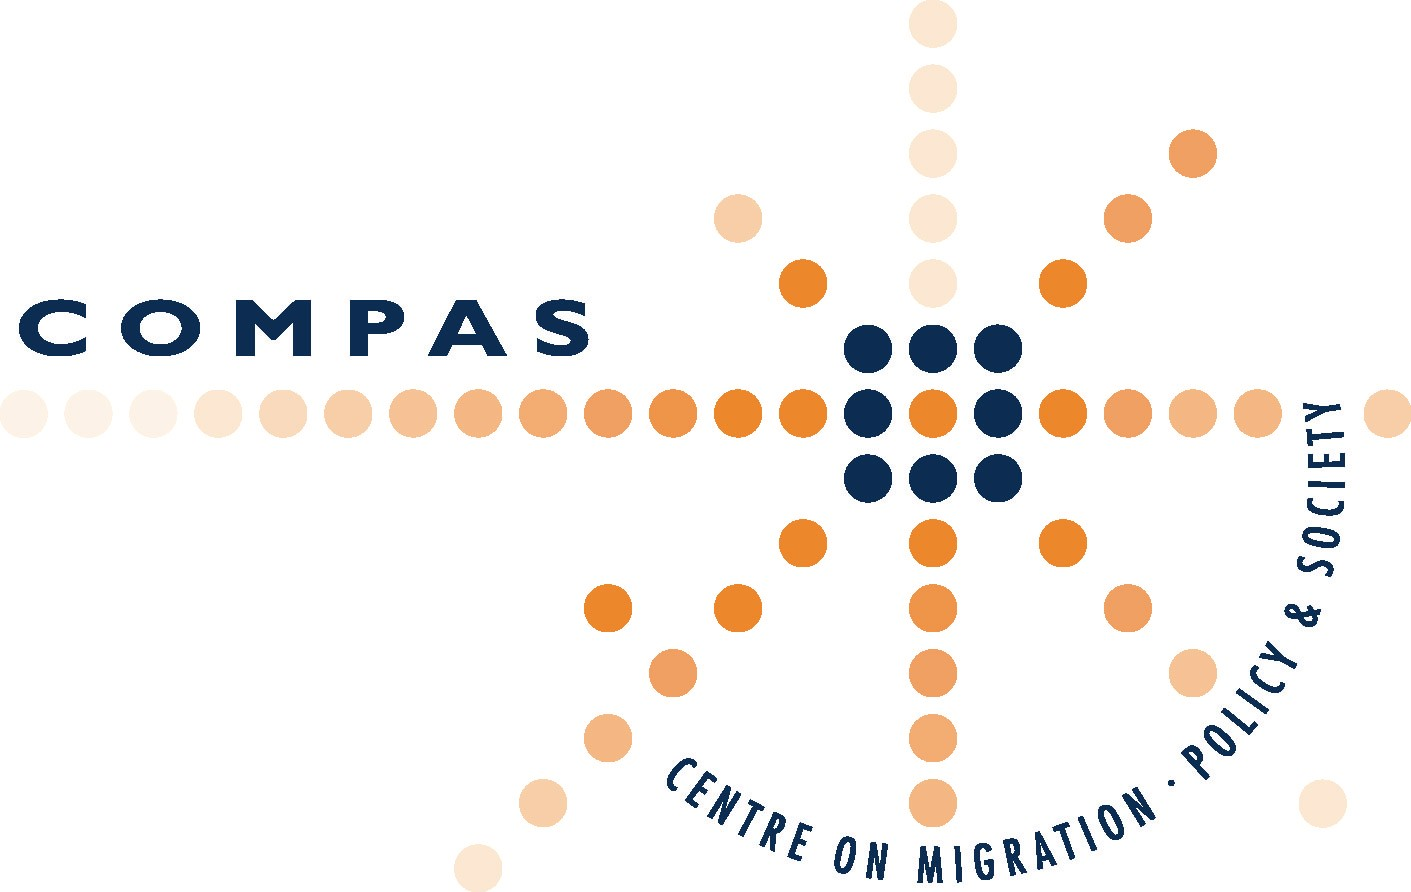 COMPAS
CENTRE ON MIGRATION · POLICY & SOCIETY